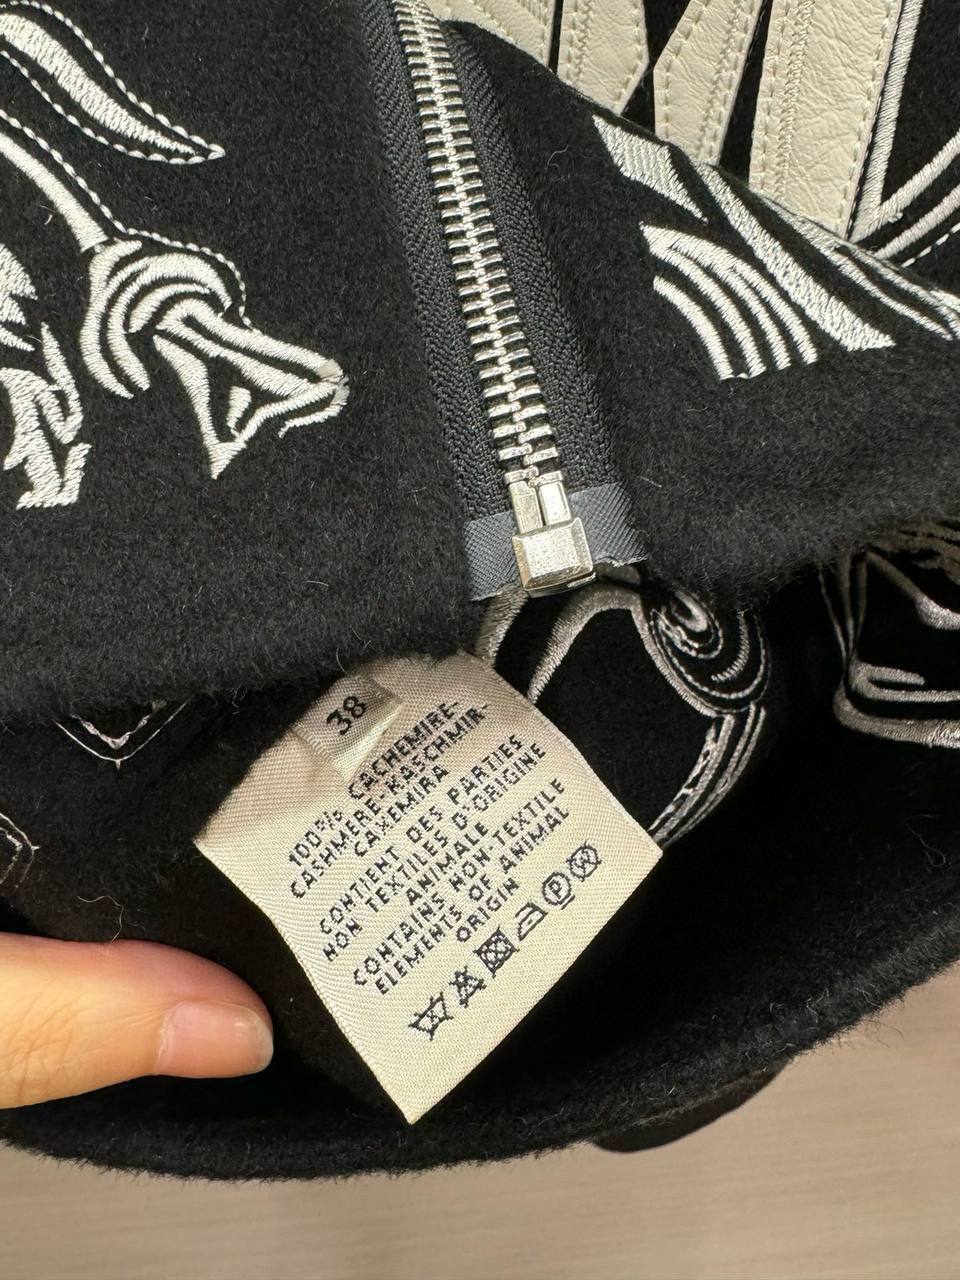 38
100% CACHEMIRE-
CASHMERE-KASCHMIR-
CAXEMIRA
CONTIENT DES PARTIES
NON TEXTILES D'ORIGINE
ANIMALE
CONTAINS NON-TEXTILE
ELEMENTS OF ANIMAL
ORIGIN
P W